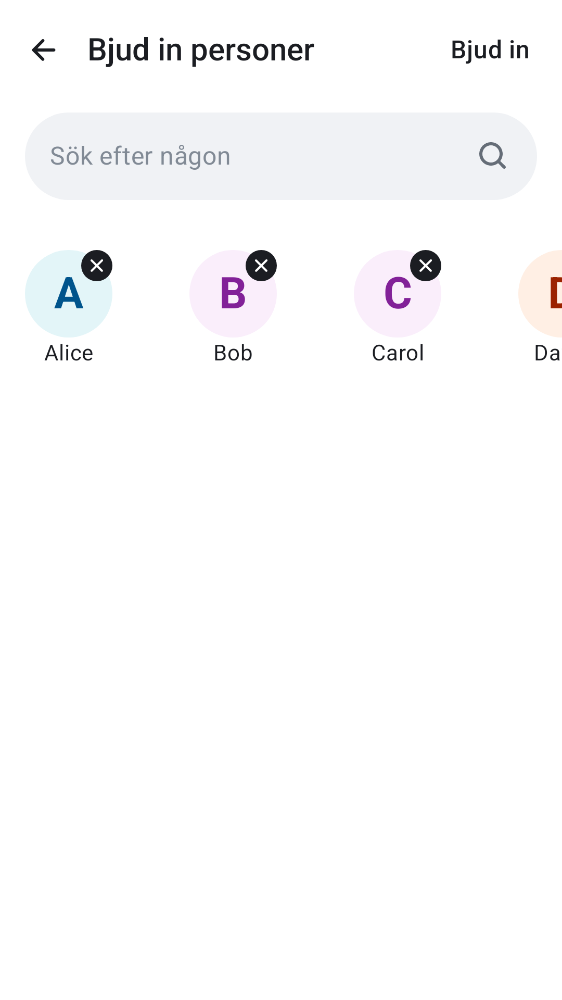 Bjud in personer
Bjud in
Sök efter någon
A
B
C
Alice
Bob
Carol
Da